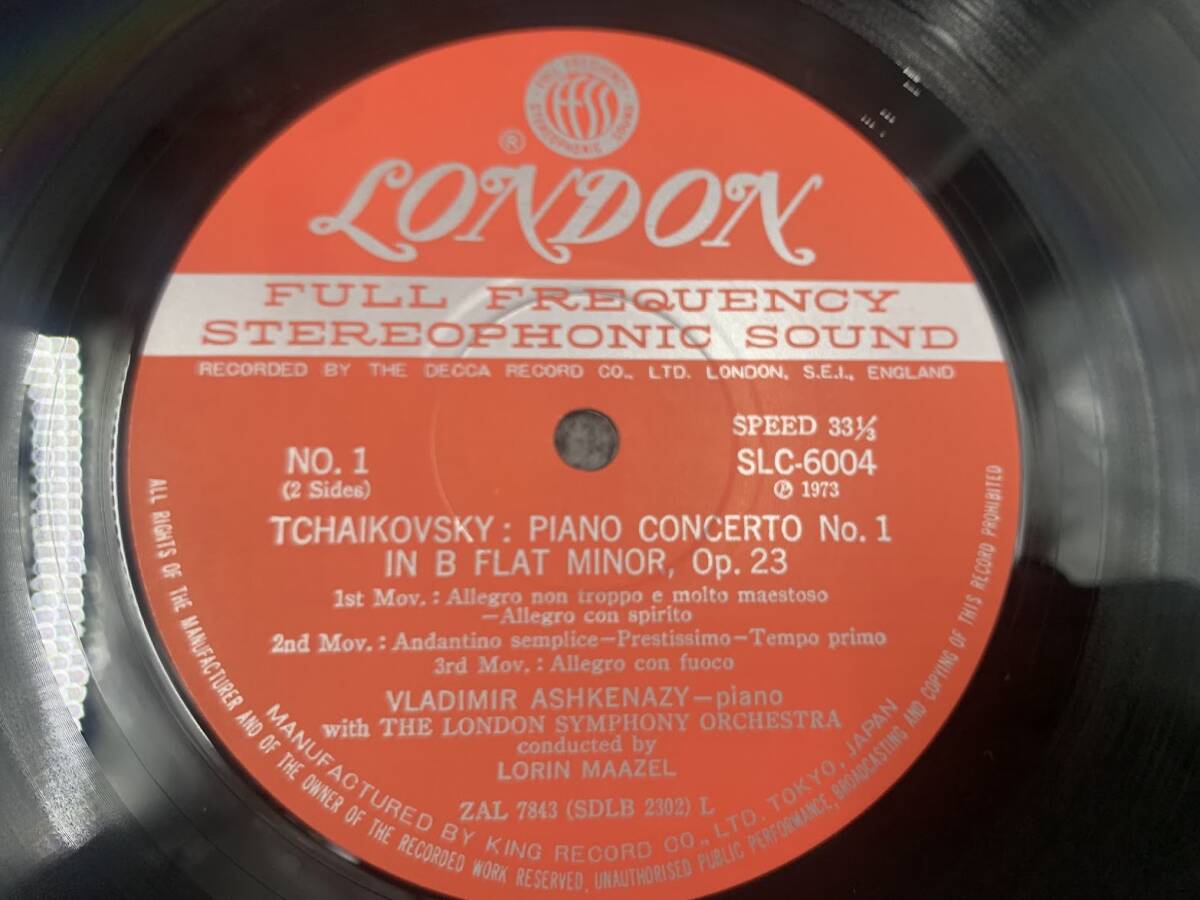 FULL FREQUENCY
STEREOPHONIC SOUND
FFSS
®
LONDON
FULL FREQUENCY
STEREOPHONIC SOUND
RECORDED BY THE DECCA RECORD CO., LTD. LONDON, S.E.I., ENGLAND
SPEED 33⅓
NO. 1
SLC-6004
(2 Sides)
℗ 1973
TCHAIKOVSKY: PIANO CONCERTO No. 1
IN B FLAT MINOR, Op. 23
1st Mov.: Allegro non troppo e molto maestoso
—Allegro con spirito
2nd Mov.: Andantino semplice—Prestissimo—Tempo primo
3rd Mov.: Allegro con fuoco
VLADIMIR ASHKENAZY—piano
with THE LONDON SYMPHONY ORCHESTRA
conducted by
LORIN MAAZEL
ZAL 7843 (SDLB 2302) L
MANUFACTURED BY KING RECORD CO., LTD. TOKYO, JAPAN
ALL RIGHTS OF THE MANUFACTURER AND OF THE OWNER OF THE RECORDED WORK RESERVED, UNAUTHORISED PUBLIC PERFORMANCE, BROADCASTING AND COPYING OF THIS RECORD PROHIBITED